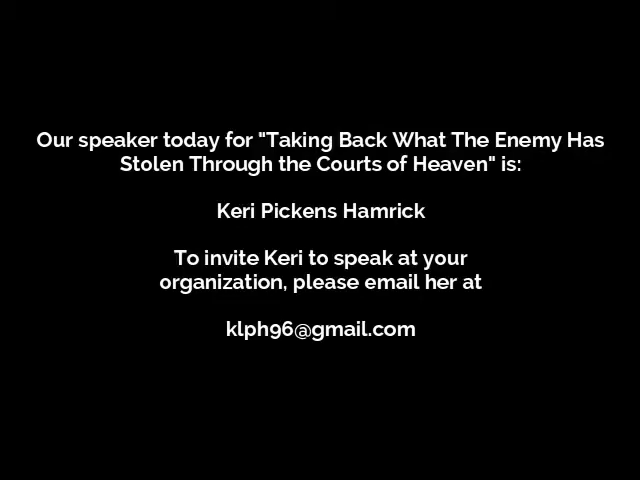 Our speaker today for "Taking Back What The Enemy Has
Stolen Through the Courts of Heaven" is:
Keri Pickens Hamrick
To invite Keri to speak at your
organization, please email her at
klph96@gmail.com